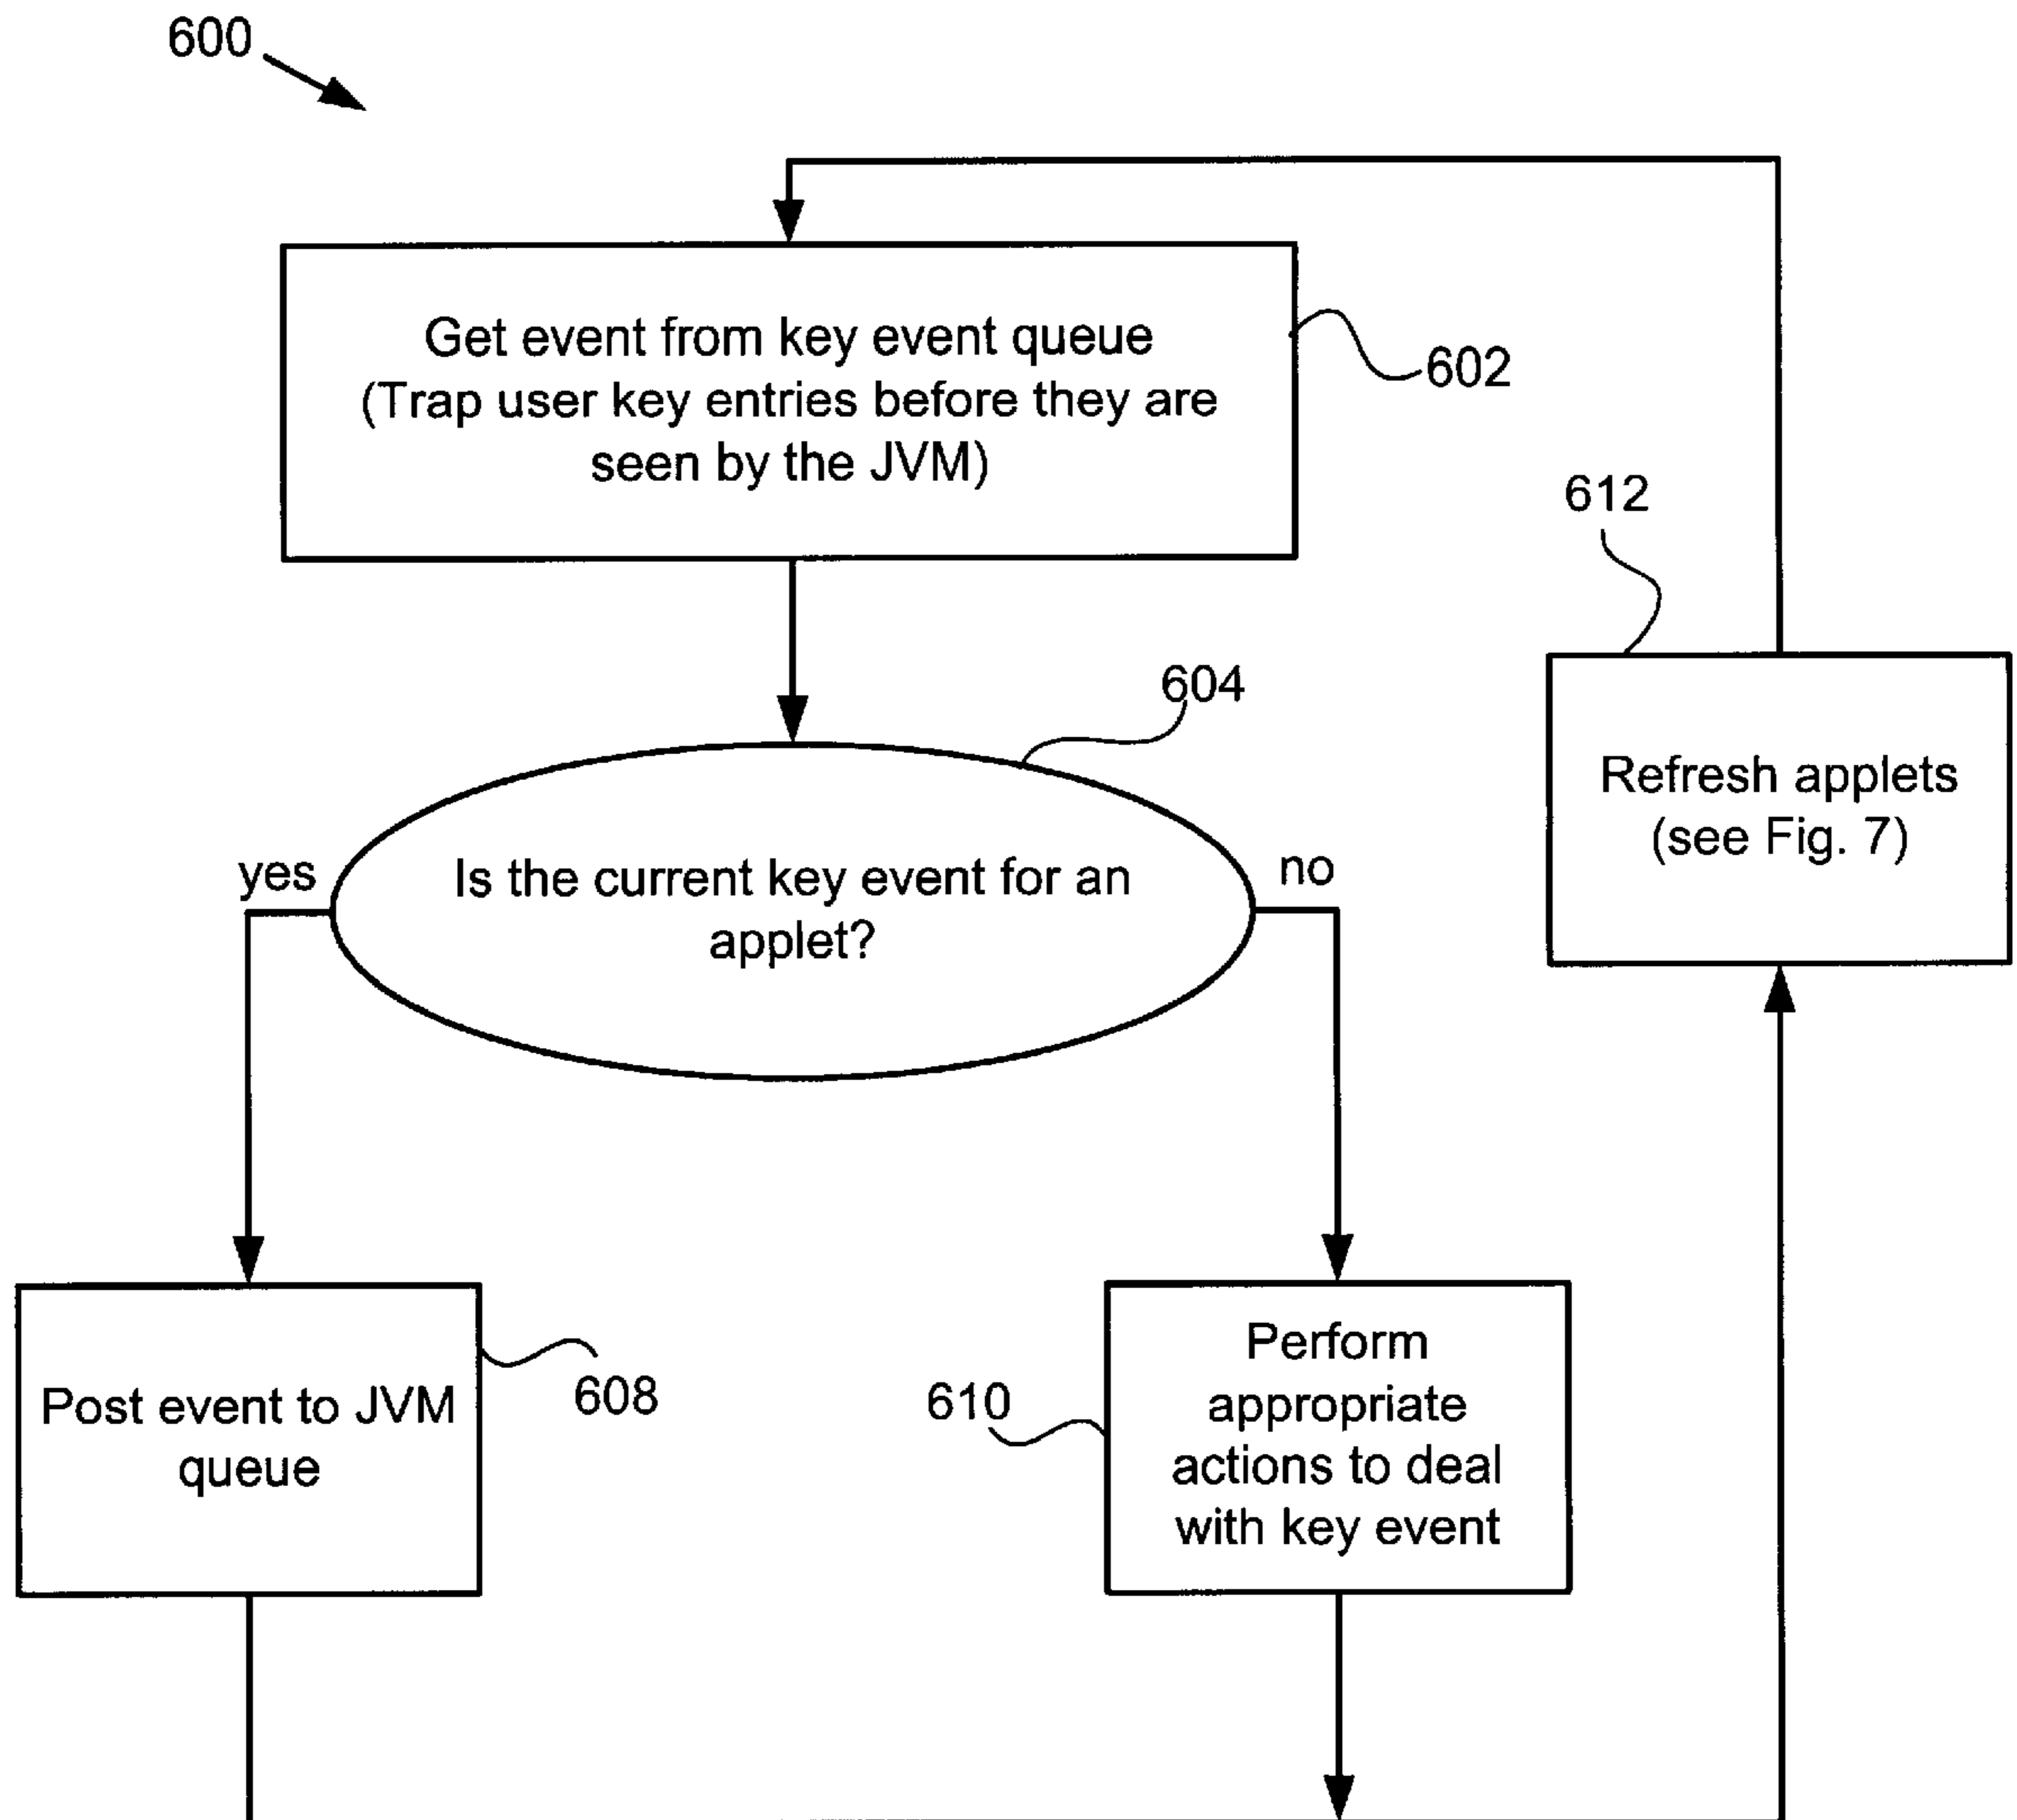 600
Get event from key event queue
(Trap user key entries before they are
seen by the JVM)
602
612
604
Refresh applets
(see Fig. 7)
yes
Is the current key event for an
applet?
no
Post event to JVM
queue
608
610
Perform
appropriate
actions to deal
with key event